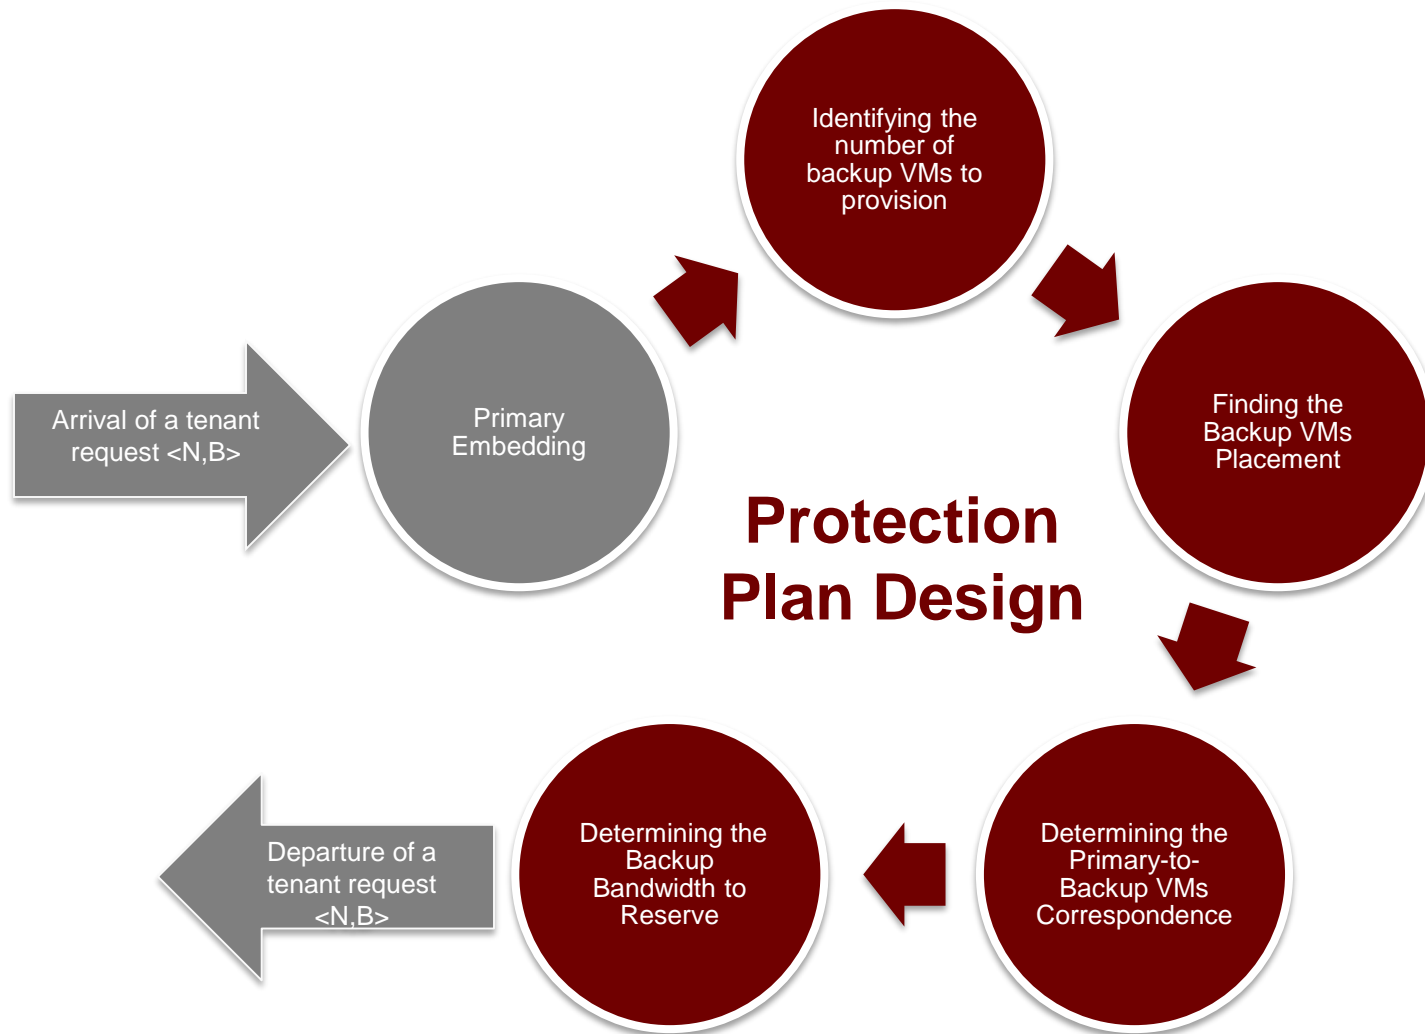 Arrival of a tenant
request <N,B>
Primary
Embedding
Identifying the
number of
backup VMs to
provision
Finding the
Backup VMs
Placement
Protection
Plan Design
Determining the
Primary-to-
Backup VMs
Correspondence
Determining the
Backup
Bandwidth to
Reserve
Departure of a
tenant request
<N,B>